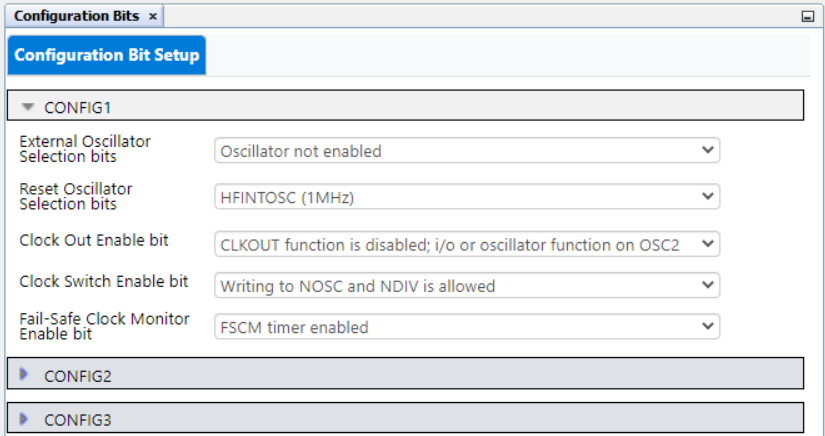 Configuration Bits ×
Configuration Bit Setup
CONFIG1
External Oscillator
Selection bits
Oscillator not enabled
Reset Oscillator
Selection bits
HFINTOSC (1MHz)
Clock Out Enable bit
CLKOUT function is disabled; i/o or oscillator function on OSC2
Clock Switch Enable bit
Writing to NOSC and NDIV is allowed
Fail-Safe Clock Monitor
Enable bit
FSCM timer enabled
CONFIG2
CONFIG3